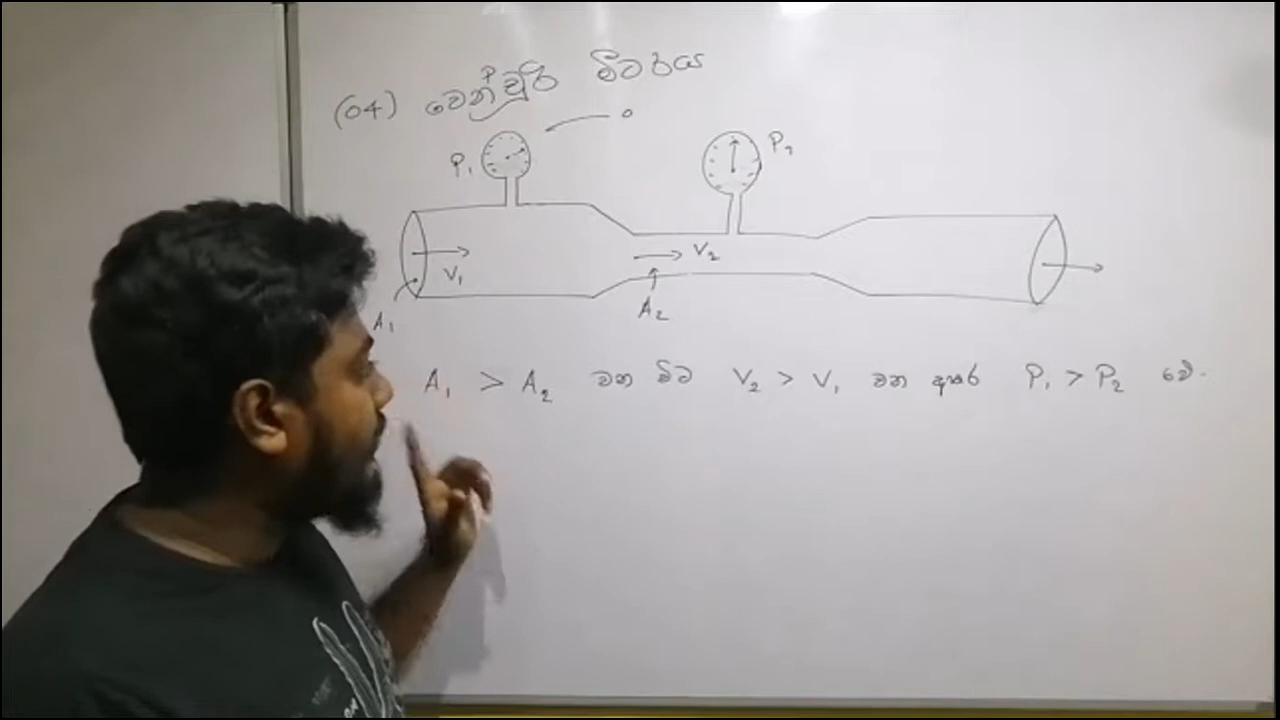 (04) වෙන්චූරි මීටරය
P₁ P₂
V₁ V₂
A₁ A₂
A₁ > A₂ වන විට V₂ > V₁ වන අතර P₁ > P₂ වේ.